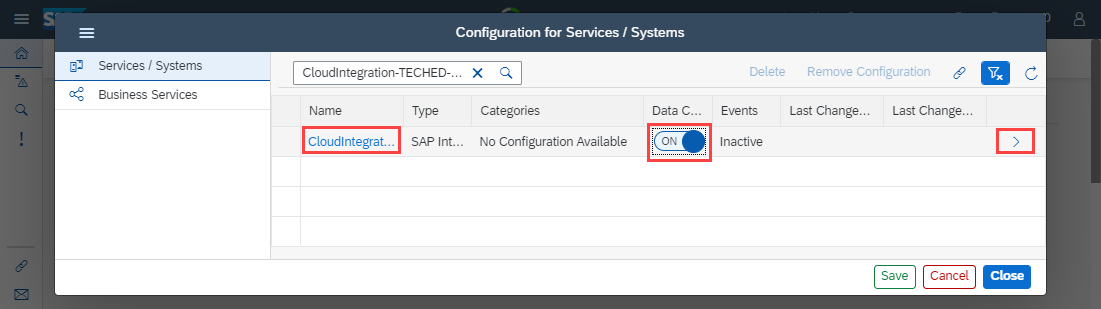 Configuration for Services / Systems
Services / Systems
Business Services
CloudIntegration-TECHED-...
Delete
Remove Configuration
Name
Type
Categories
Data C...
Events
Last Change...
Last Change...
CloudIntegrat...
SAP Int...
No Configuration Available
ON
Inactive
Save
Cancel
Close